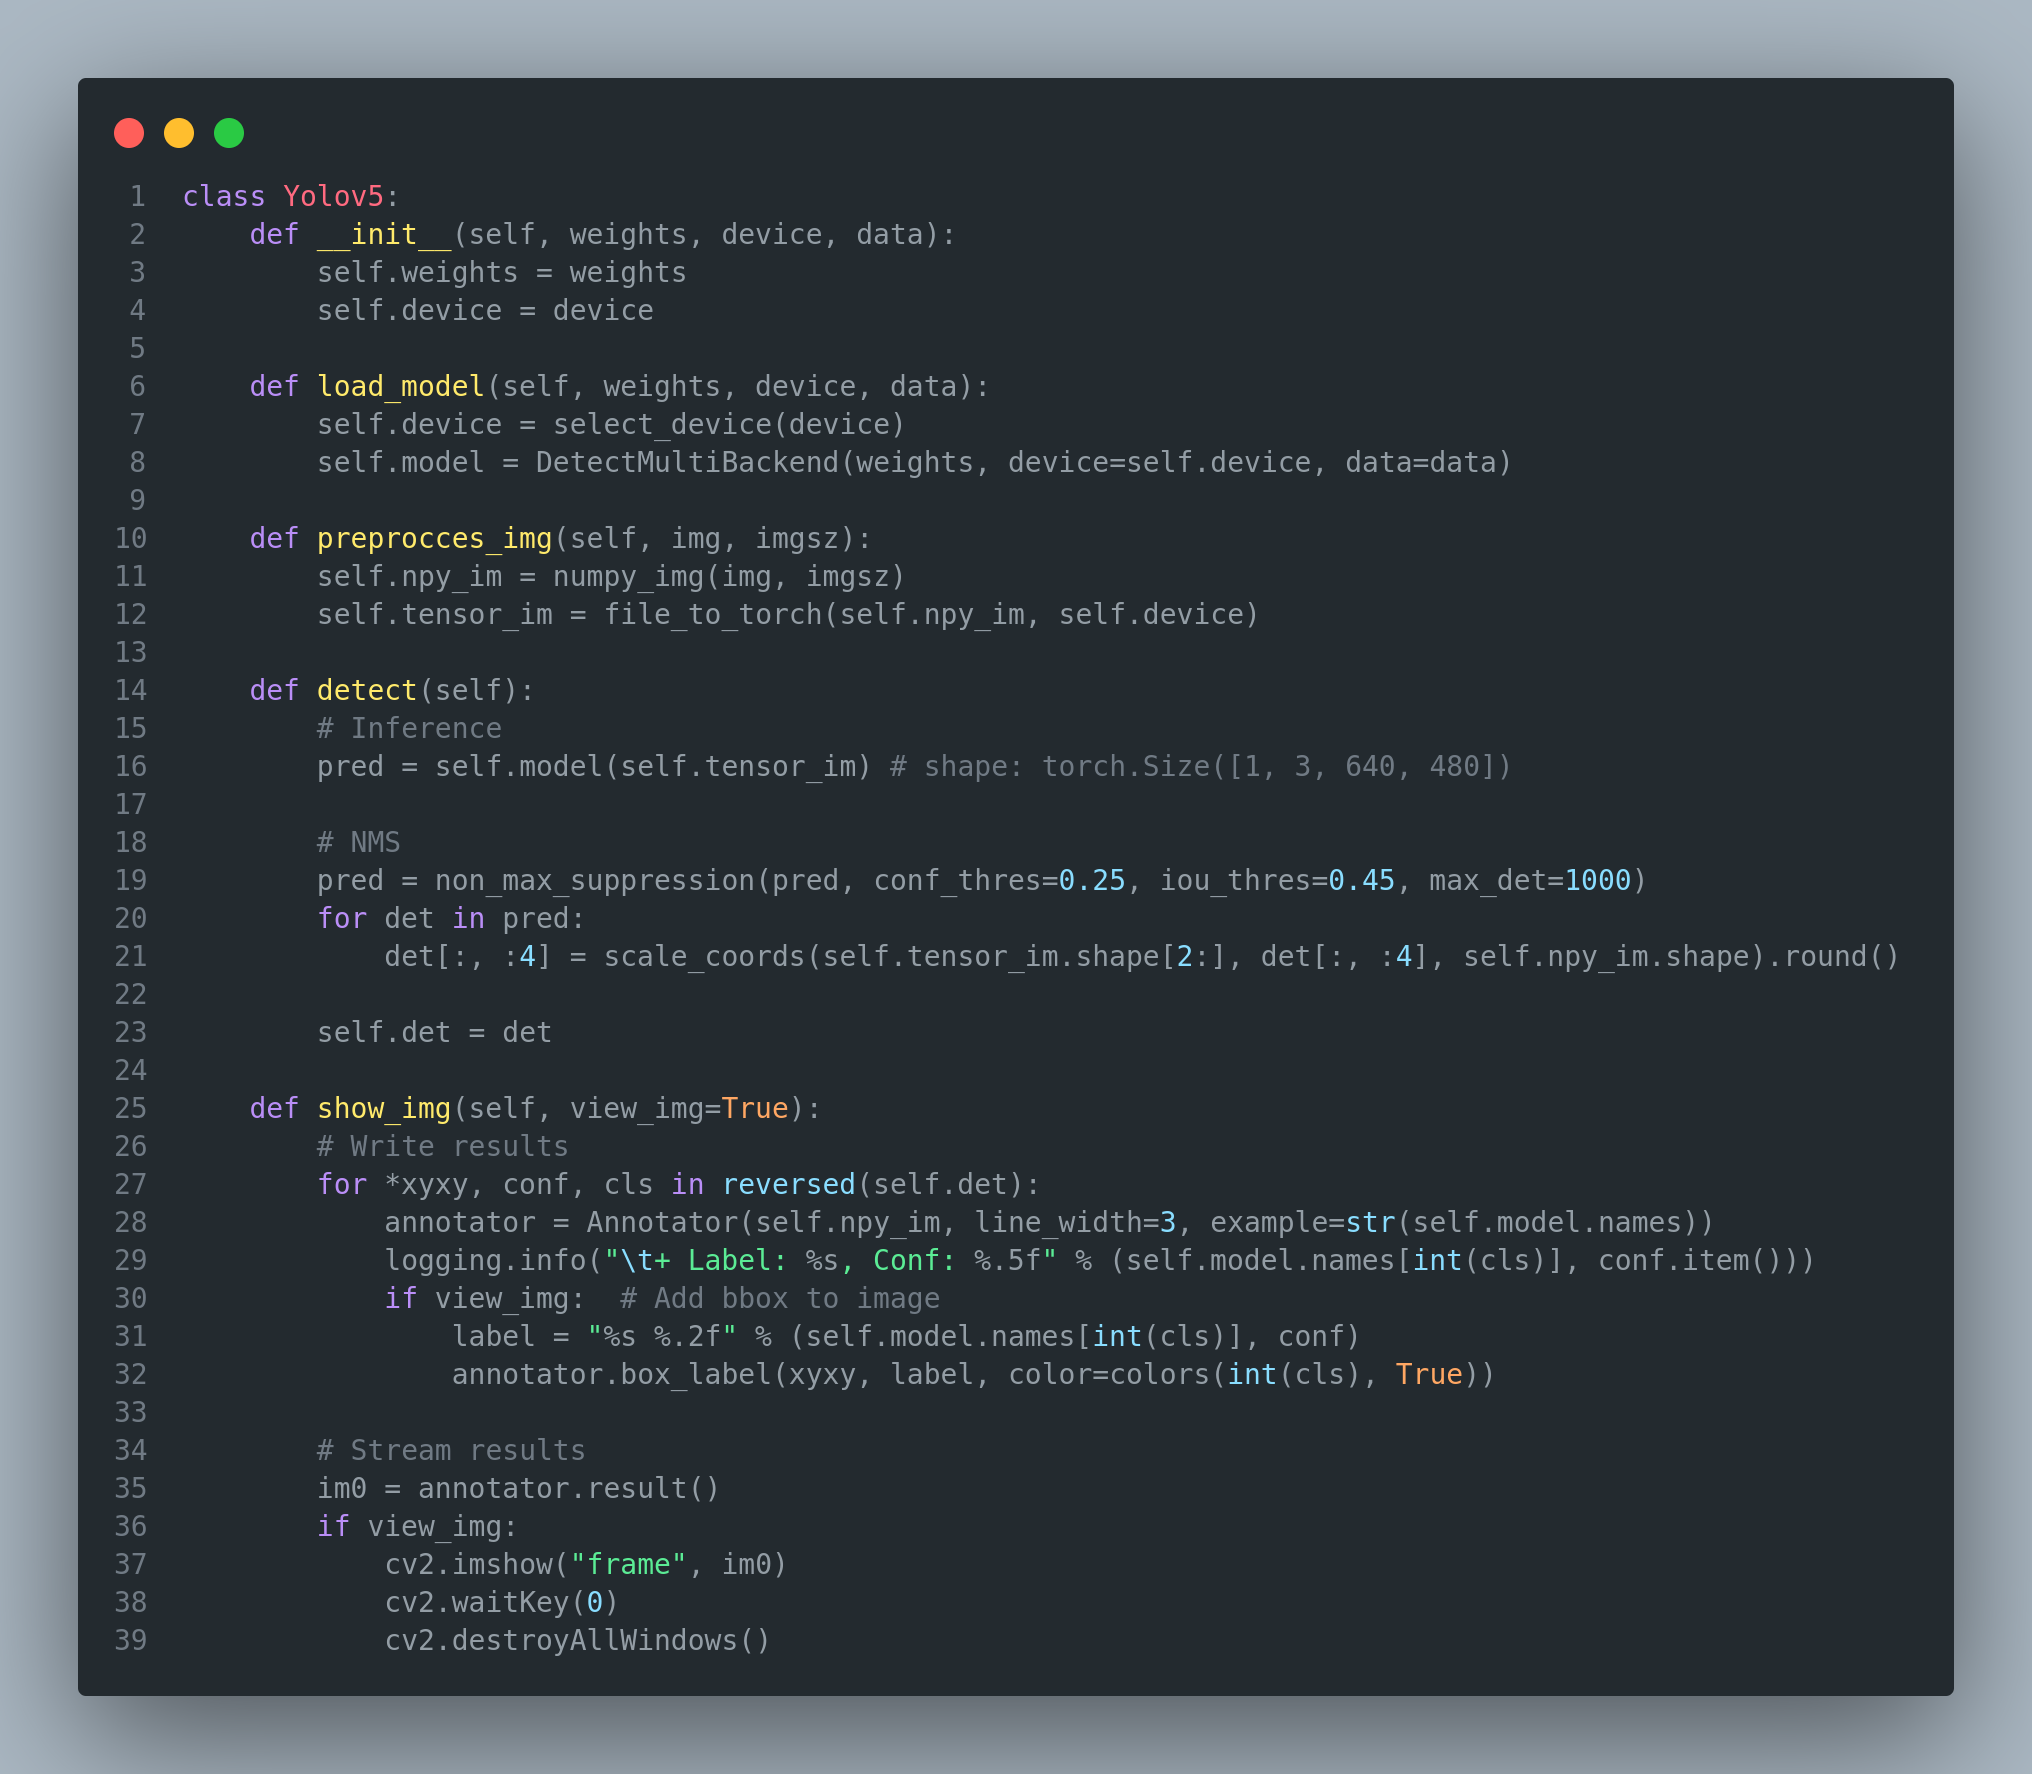 1 class Yolov5:
2     def __init__(self, weights, device, data):
3         self.weights = weights
4         self.device = device
5
6     def load_model(self, weights, device, data):
7         self.device = select_device(device)
8         self.model = DetectMultiBackend(weights, device=self.device, data=data)
9
10     def preprocces_img(self, img, imgsz):
11         self.npy_im = numpy_img(img, imgsz)
12         self.tensor_im = file_to_torch(self.npy_im, self.device)
13
14     def detect(self):
15         # Inference
16         pred = self.model(self.tensor_im) # shape: torch.Size([1, 3, 640, 480])
17
18         # NMS
19         pred = non_max_suppression(pred, conf_thres=0.25, iou_thres=0.45, max_det=1000)
20         for det in pred:
21             det[:, :4] = scale_coords(self.tensor_im.shape[2:], det[:, :4], self.npy_im.shape).round()
22
23         self.det = det
24
25     def show_img(self, view_img=True):
26         # Write results
27         for *xyxy, conf, cls in reversed(self.det):
28             annotator = Annotator(self.npy_im, line_width=3, example=str(self.model.names))
29             logging.info("\t+ Label: %s, Conf: %.5f" % (self.model.names[int(cls)], conf.item()))
30             if view_img:  # Add bbox to image
31                 label = "%s %.2f" % (self.model.names[int(cls)], conf)
32                 annotator.box_label(xyxy, label, color=colors(int(cls), True))
33
34         # Stream results
35         im0 = annotator.result()
36         if view_img:
37             cv2.imshow("frame", im0)
38             cv2.waitKey(0)
39             cv2.destroyAllWindows()